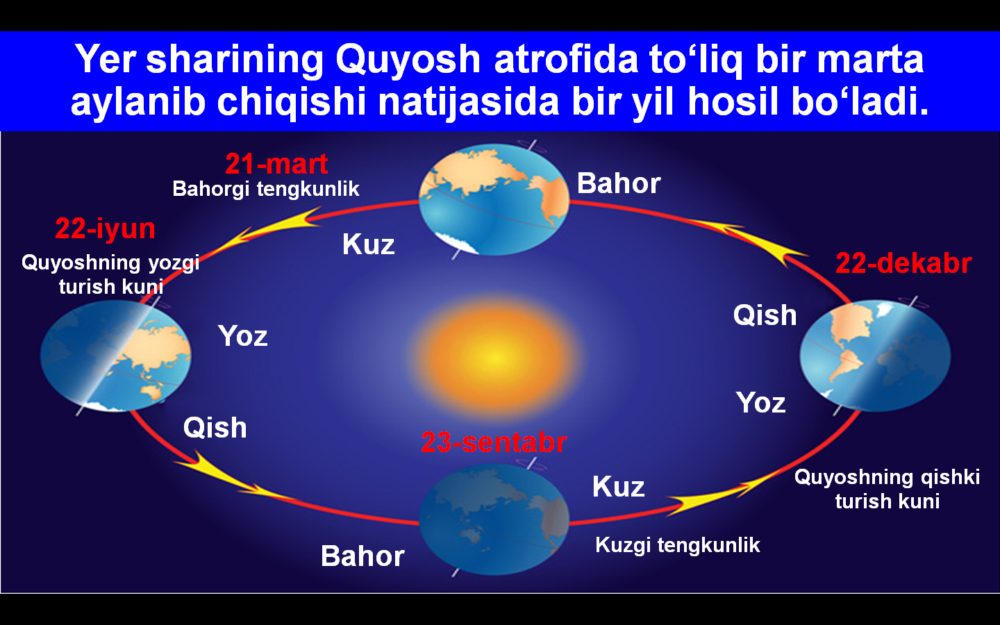 Yer sharining Quyosh atrofida to‘liq bir marta
aylanib chiqishi natijasida bir yil hosil bo‘ladi.
21-mart
Bahorgi tengkunlik
Bahor
22-iyun
Kuz
Quyoshning yozgi
turish kuni
22-dekabr
Yoz
Qish
Qish
Yoz
23-sentabr
Kuz
Quyoshning qishki
turish kuni
Bahor
Kuzgi tengkunlik